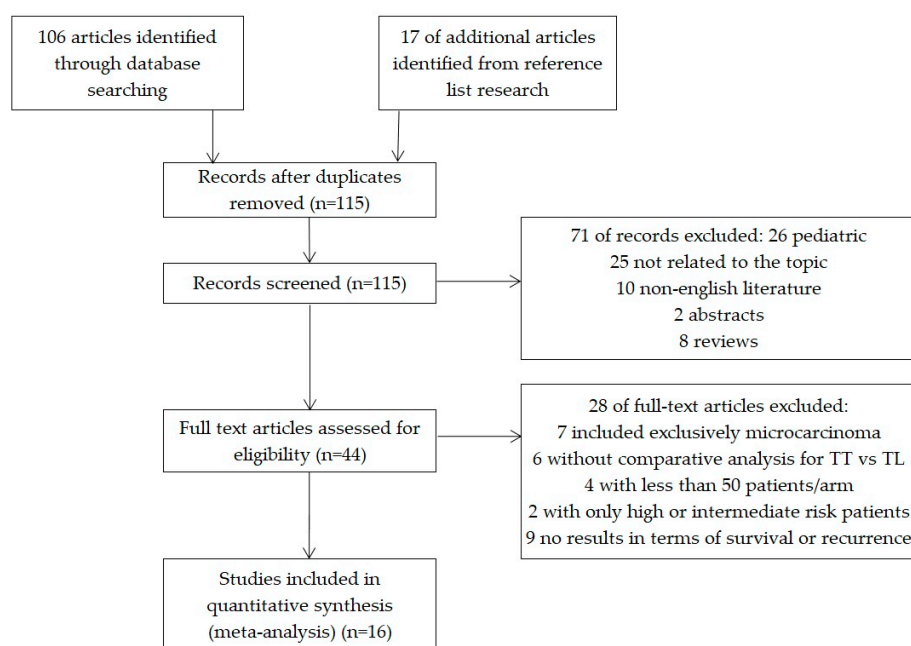 106 articles identified
through database
searching
17 of additional articles
identified from reference
list research
Records after duplicates
removed (n=115)
71 of records excluded: 26 pediatric
25 not related to the topic
10 non-english literature
2 abstracts
8 reviews
Records screened (n=115)
28 of full-text articles excluded:
7 included exclusively microcarcinoma
6 without comparative analysis for TT vs TL
4 with less than 50 patients/arm
2 with only high or intermediate risk patients
9 no results in terms of survival or recurrence
Full text articles assessed for
eligibility (n=44)
Studies included in
quantitative synthesis
(meta-analysis) (n=16)